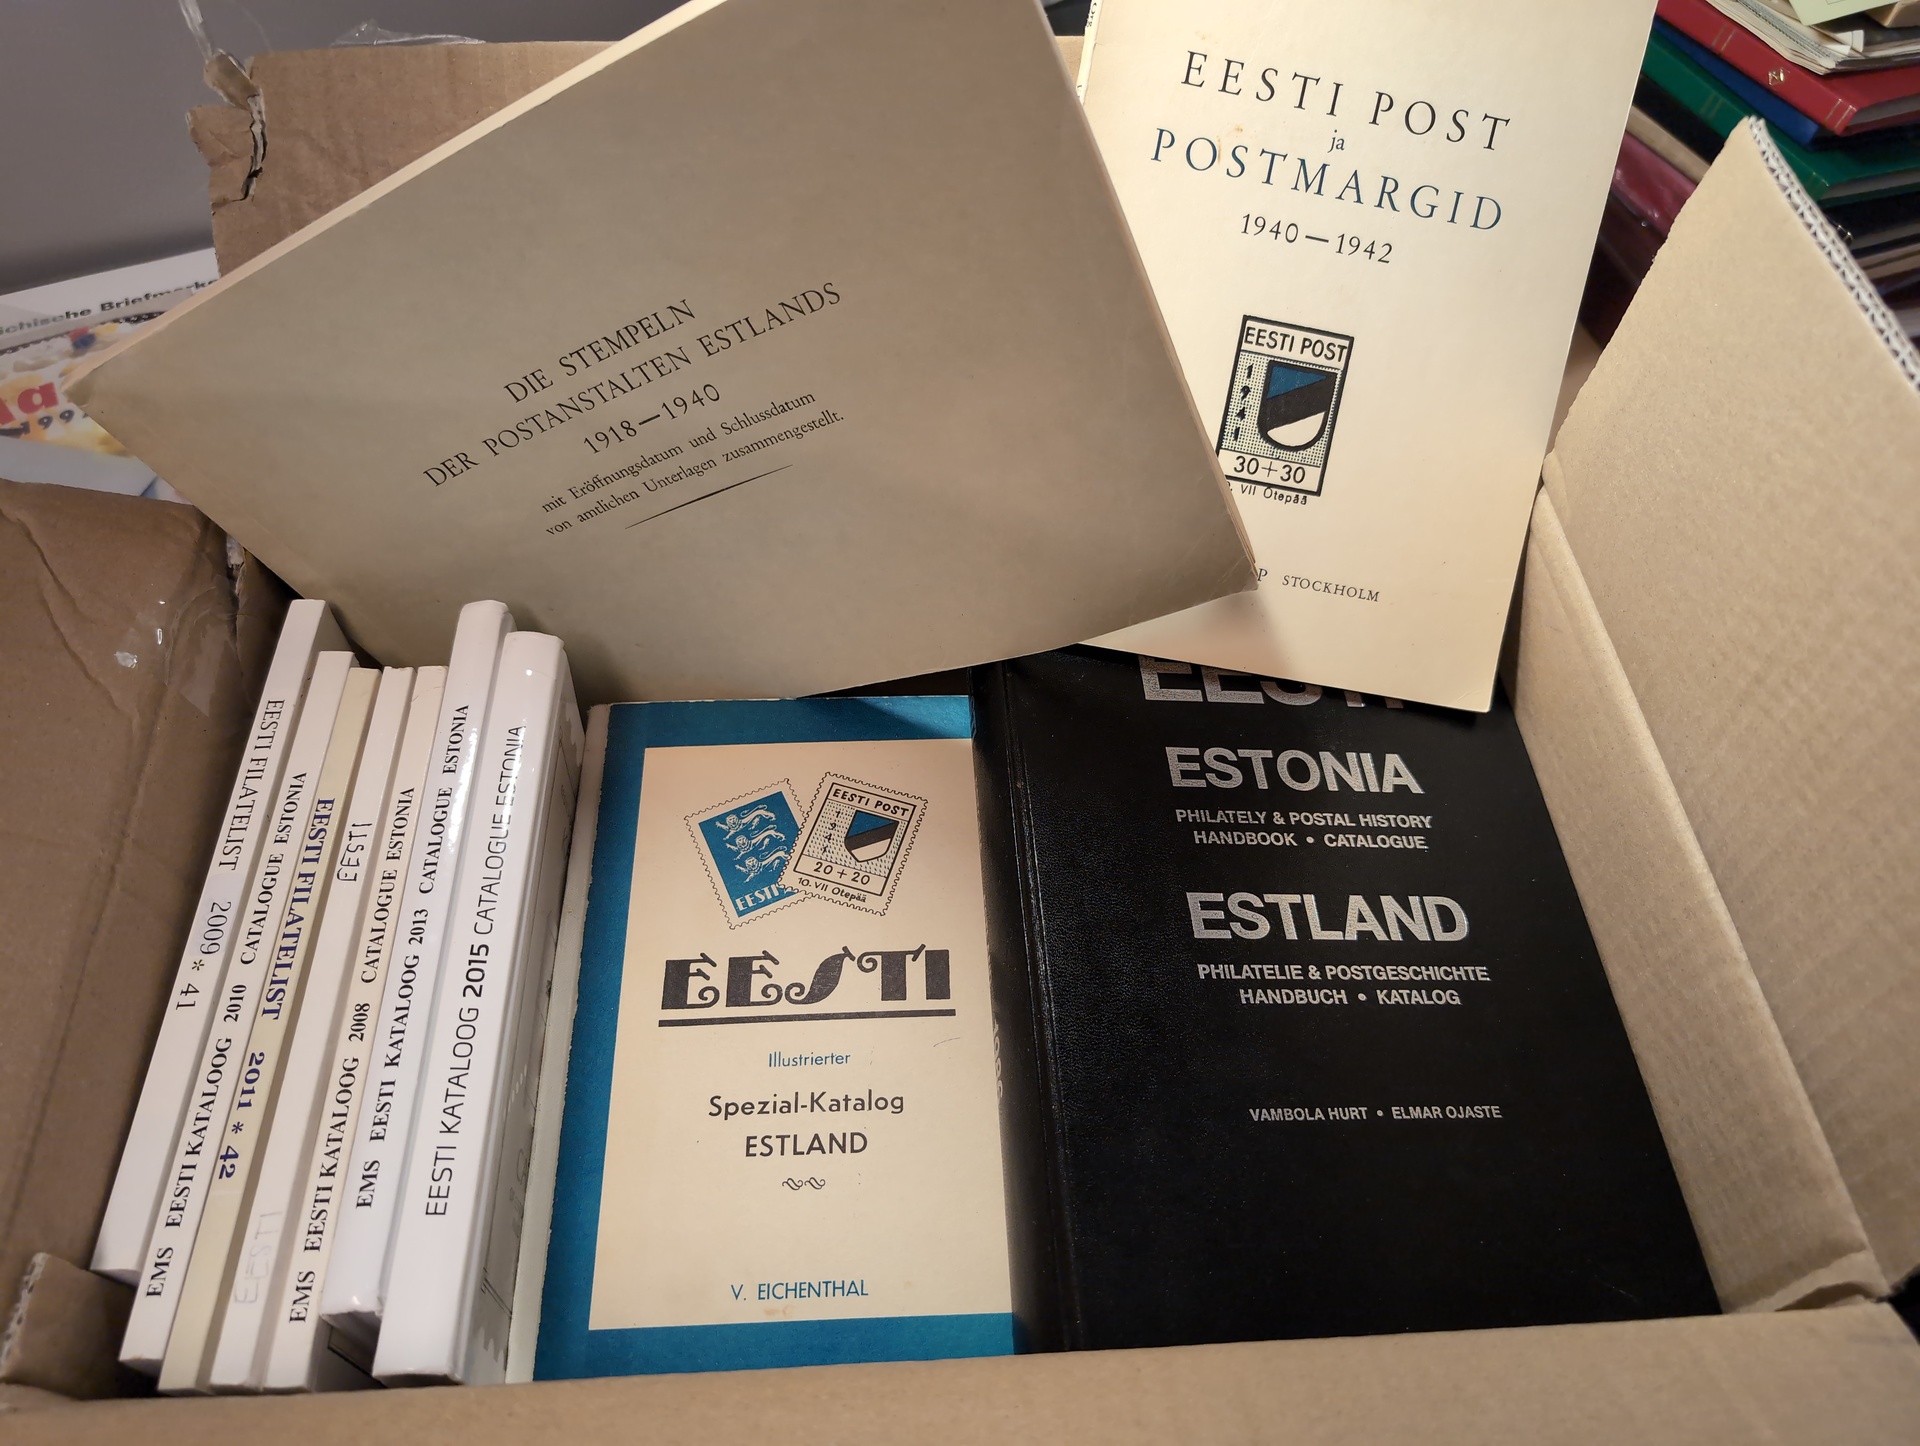 DIE STEMPELN
DER POSTANSTALTEN ESTLANDS
1918—1940
mit Eröffnungsdatum und Schlussdatum
von amtlichen Unterlagen zusammengestellt.
EESTI POST
ja
POSTMARGID
1940—1942
EESTI POST
1941
30+30
VII Otepää
STOCKHOLM
EESTI FILATELIST 2009 * 41
EMS EESTI KATALOOG 2010 CATALOGUE ESTONIA
EESTI FILATELIST 2011 * 42
EESTI
EESTI
EMS EESTI KATALOOG 2008 CATALOGUE ESTONIA
EMS EESTI KATALOOG 2013 CATALOGUE ESTONIA
EESTI KATALOOG 2015 CATALOGUE ESTONIA
EESTI
EESTI POST
1941
20+20
10. VII Otepää
EESTI
Illustrierter
Spezial-Katalog
ESTLAND
V. EICHENTHAL
EESTI
ESTONIA
PHILATELY & POSTAL HISTORY
HANDBOOK • CATALOGUE
ESTLAND
PHILATELIE & POSTGESCHICHTE
HANDBUCH • KATALOG
VAMBOLA HURT • ELMAR OJASTE